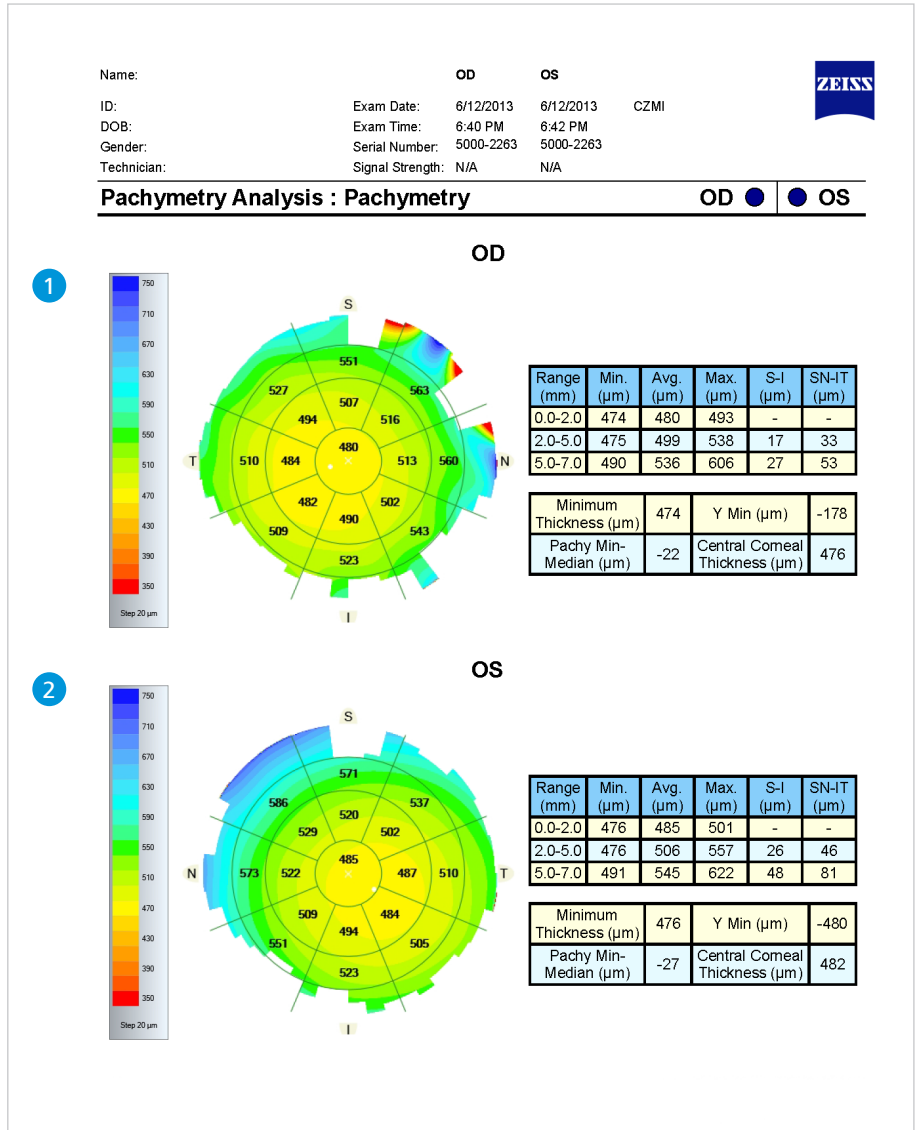 Name: OD OS
ZEISS
ID: Exam Date: 6/12/2013 6/12/2013 CZMI
DOB: Exam Time: 6:40 PM 6:42 PM
Gender: Serial Number: 5000-2263 5000-2263
Technician: Signal Strength: N/A N/A
Pachymetry Analysis : Pachymetry OD OS
OD
1
750
710
670
630
590
550
510
470
430
390
350
Step 20 µm
S
551
527 563
507
494 516
480
T 510 484 513 560 N
482 502
490
509 543
523
I
Range (mm) Min. (µm) Avg. (µm) Max. (µm) S-I (µm) SN-IT (µm)
0.0-2.0 474 480 493 - -
2.0-5.0 475 499 538 17 33
5.0-7.0 490 536 606 27 53
Minimum Thickness (µm) 474 Y Min (µm) -178
Pachy Min-Median (µm) -22 Central Corneal Thickness (µm) 476
OS
2
750
710
670
630
590
550
510
470
430
390
350
Step 20 µm
S
571
586 537
520
529 502
485
N 573 522 487 510 T
509 484
494
551 505
523
I
Range (mm) Min. (µm) Avg. (µm) Max. (µm) S-I (µm) SN-IT (µm)
0.0-2.0 476 485 501 - -
2.0-5.0 476 506 557 26 46
5.0-7.0 491 545 622 48 81
Minimum Thickness (µm) 476 Y Min (µm) -480
Pachy Min-Median (µm) -27 Central Corneal Thickness (µm) 482